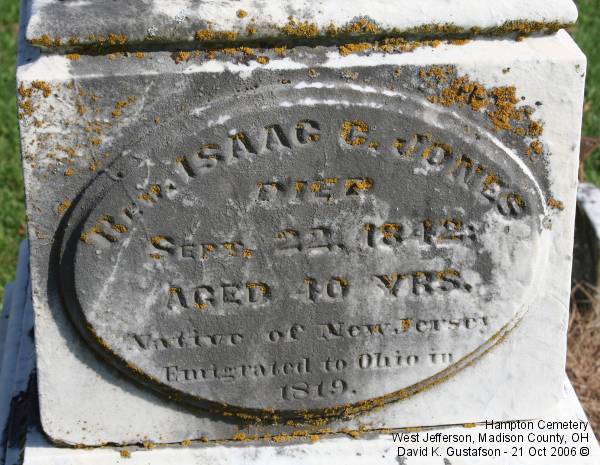 Rev. ISAAC C. JONES
DIED
SEPT. 22, 1842:
AGED 40 YRS.
Native of New Jersey
Emigrated to Ohio in
1819.
Hampton Cemetery
West Jefferson, Madison County, OH
David K. Gustafson - 21 Oct 2006 ©